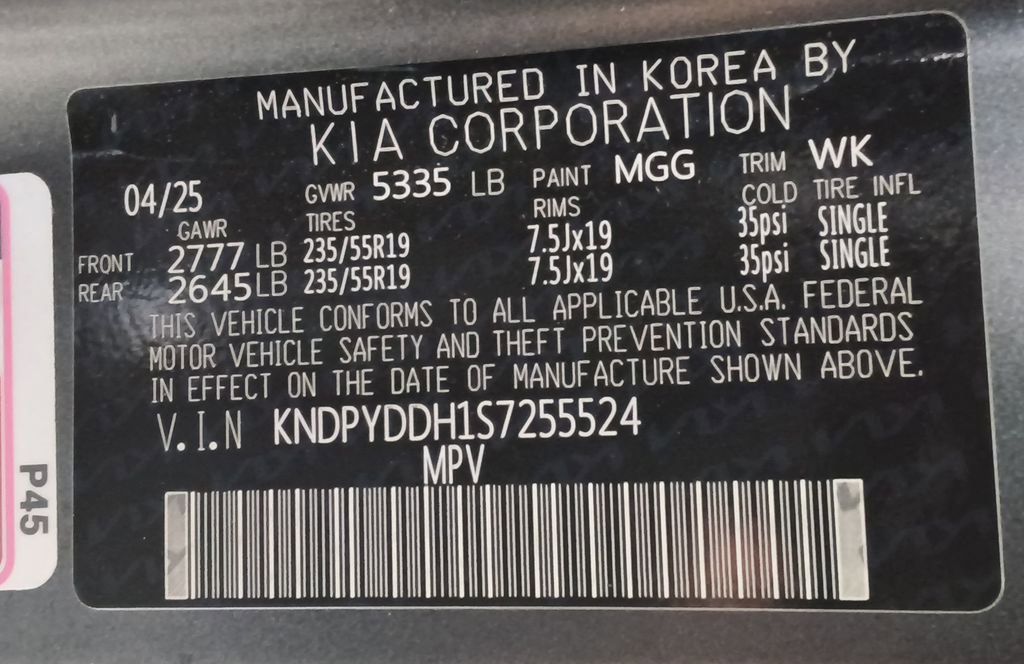 MANUFACTURED IN KOREA BY
KIA CORPORATION
04/25 GVWR 5335 LB PAINT MGG TRIM WK
GAWR TIRES RIMS COLD TIRE INFL
FRONT 2777 LB 235/55R19 7.5Jx19 35psi SINGLE
REAR 2645 LB 235/55R19 7.5Jx19 35psi SINGLE
THIS VEHICLE CONFORMS TO ALL APPLICABLE U.S.A. FEDERAL
MOTOR VEHICLE SAFETY AND THEFT PREVENTION STANDARDS
IN EFFECT ON THE DATE OF MANUFACTURE SHOWN ABOVE.
V.I.N KNDPYDDH1S7255524
MPV
P45